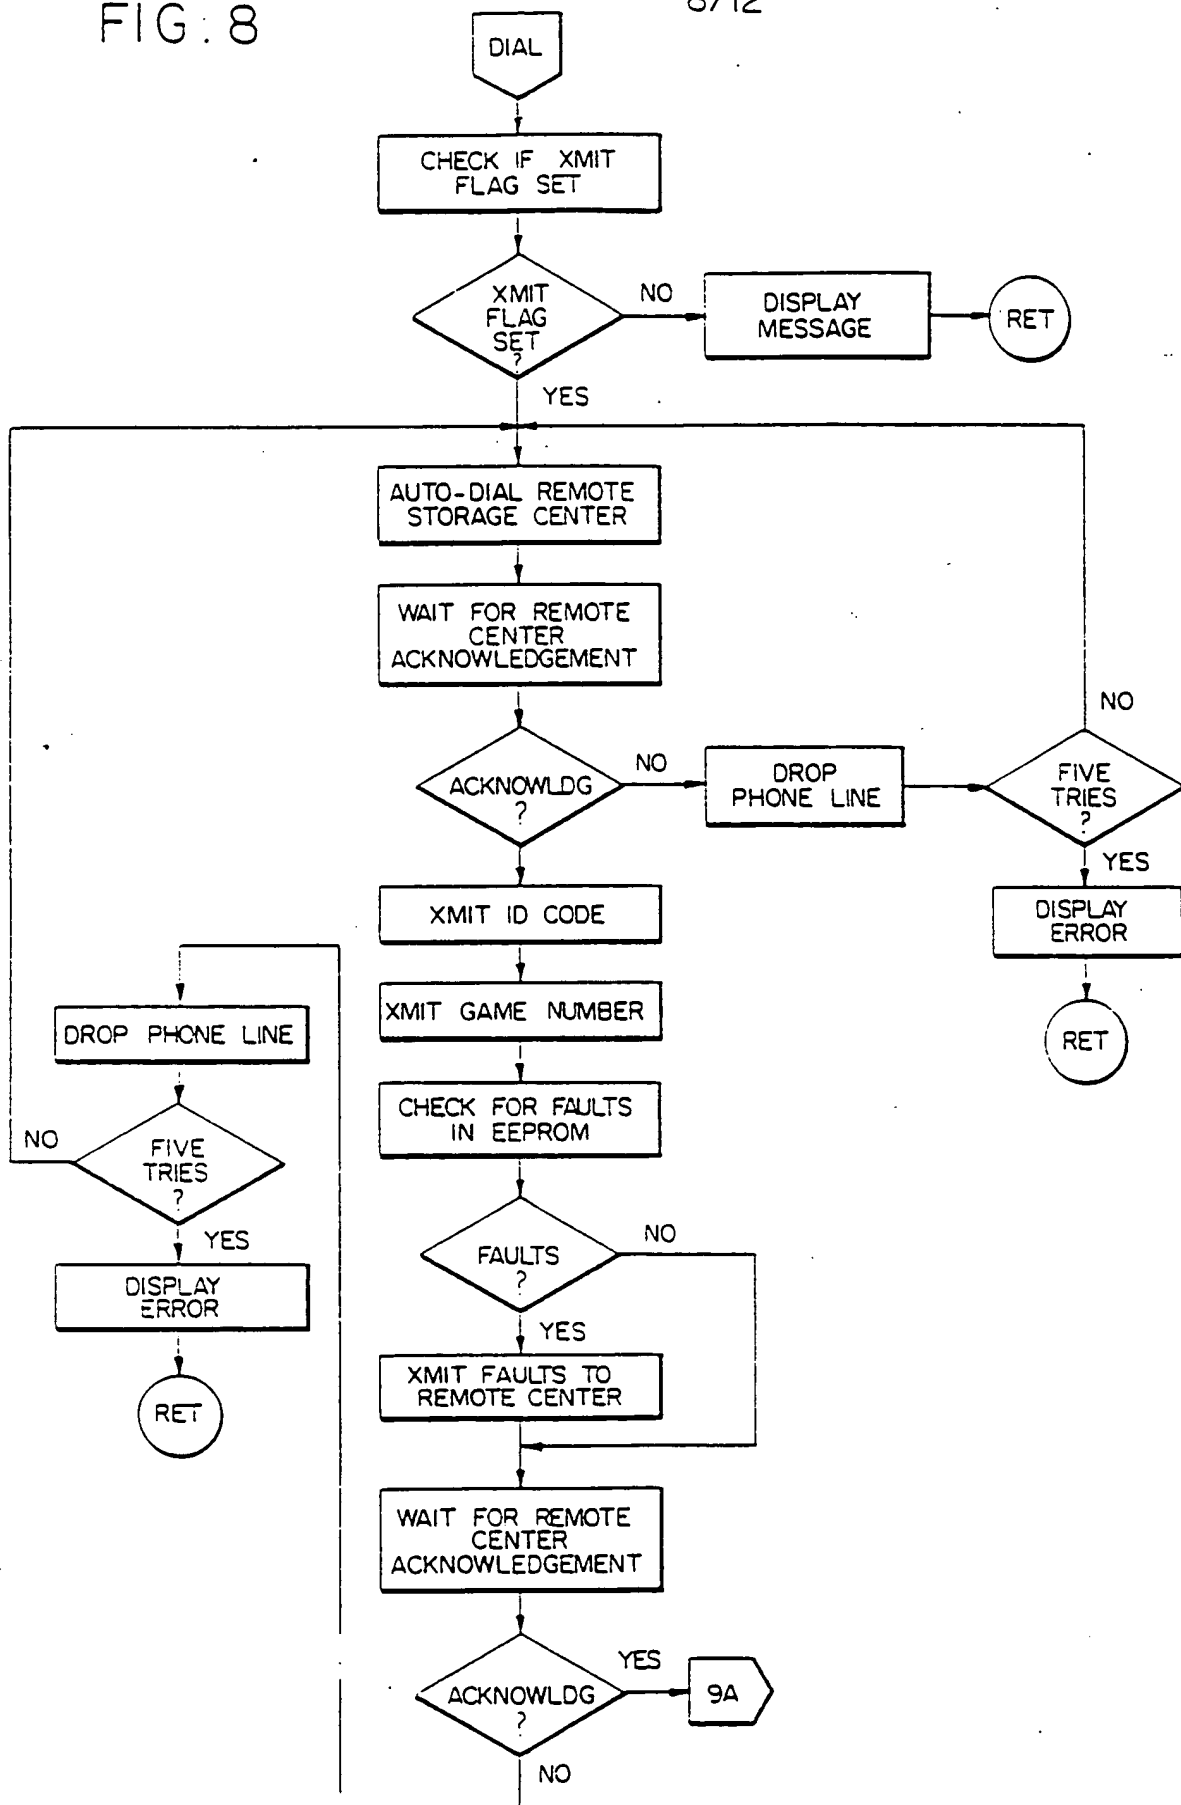 FIG. 8
8/12
DIAL
CHECK IF XMIT
FLAG SET
XMIT
FLAG
SET
?
NO
DISPLAY
MESSAGE
RET
YES
AUTO-DIAL REMOTE
STORAGE CENTER
WAIT FOR REMOTE
CENTER
ACKNOWLEDGEMENT
ACKNOWLDG
?
NO
DROP
PHONE LINE
FIVE
TRIES
?
NO
YES
DISPLAY
ERROR
RET
XMIT ID CODE
XMIT GAME NUMBER
CHECK FOR FAULTS
IN EEPROM
FAULTS
?
NO
YES
XMIT FAULTS TO
REMOTE CENTER
WAIT FOR REMOTE
CENTER
ACKNOWLEDGEMENT
ACKNOWLDG
?
YES
9A
NO
DROP PHONE LINE
FIVE
TRIES
?
NO
YES
DISPLAY
ERROR
RET